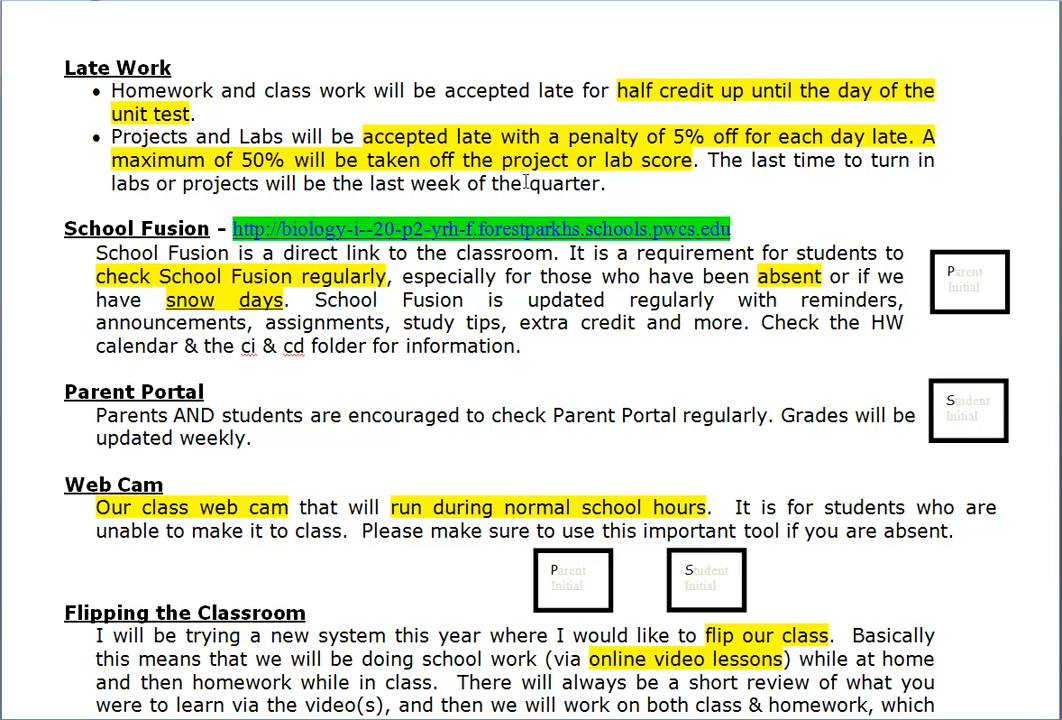 Late Work
• Homework and class work will be accepted late for half credit up until the day of the
unit test.
• Projects and Labs will be accepted late with a penalty of 5% off for each day late. A
maximum of 50% will be taken off the project or lab score. The last time to turn in
labs or projects will be the last week of the quarter.
School Fusion - http://biology-i--20-p2-yrh-f.forestparkhs.schools.pwcs.edu
School Fusion is a direct link to the classroom. It is a requirement for students to
check School Fusion regularly, especially for those who have been absent or if we
have snow days. School Fusion is updated regularly with reminders,
announcements, assignments, study tips, extra credit and more. Check the HW
calendar & the ci & cd folder for information.
Parent
Initial
Parent Portal
Parents AND students are encouraged to check Parent Portal regularly. Grades will be
updated weekly.
Student
Initial
Web Cam
Our class web cam that will run during normal school hours. It is for students who are
unable to make it to class. Please make sure to use this important tool if you are absent.
Parent
Initial
Student
Initial
Flipping the Classroom
I will be trying a new system this year where I would like to flip our class. Basically
this means that we will be doing school work (via online video lessons) while at home
and then homework while in class. There will always be a short review of what you
were to learn via the video(s), and then we will work on both class & homework, which